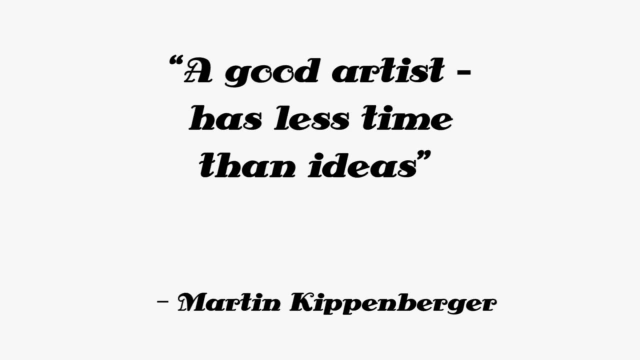 “A good artist -
has less time
than ideas”
- Martin Kippenberger